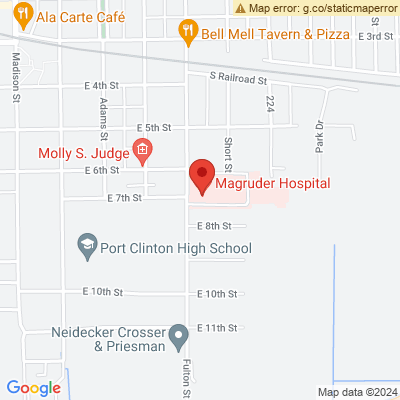 Map error: g.co/staticmaperror
Ala Carte Café
E 3rd St
Bell Mell Tavern & Pizza
Madison St
S Railroad St
E 4th St
Adams St
224
Park Dr
E 5th St
Short St
Molly S. Judge
E 6th St
Magruder Hospital
E 7th St
E 8th St
Port Clinton High School
E 10th St
E 10th St
Neidecker Crosser
& Priesman
E 11th St
Fulton St
Google
Map data ©2024